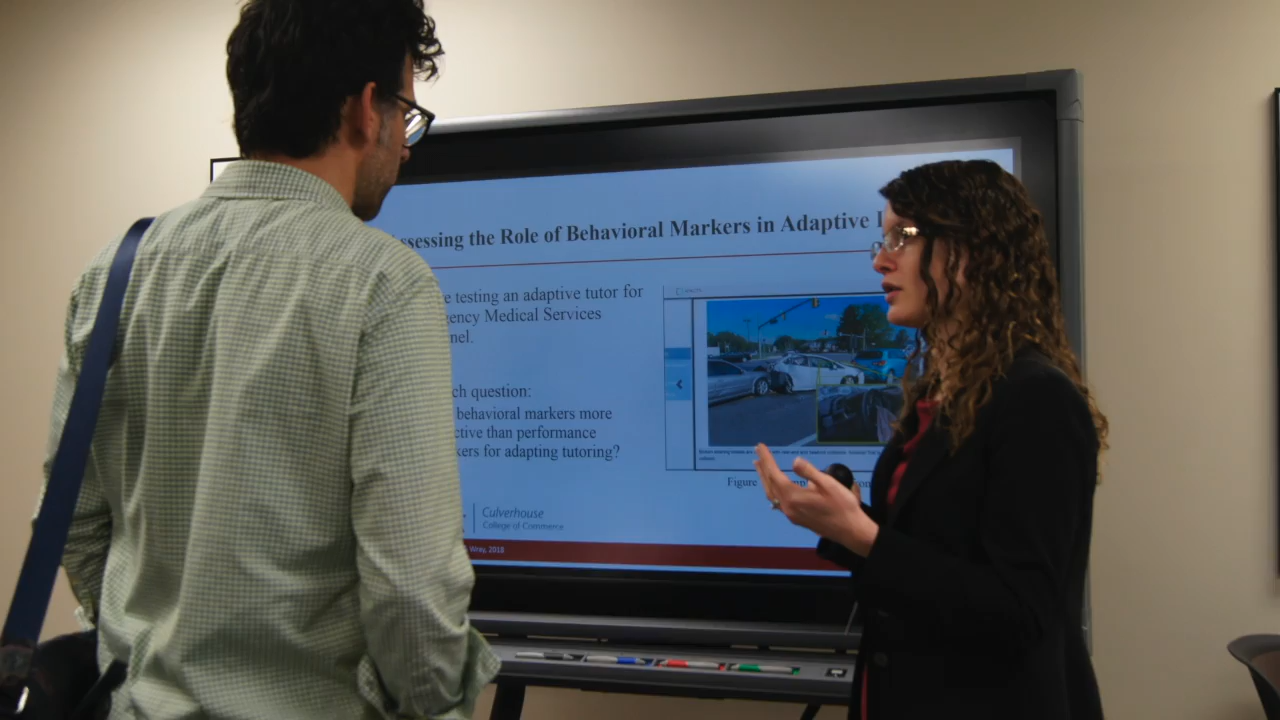 ssessing the Role of Behavioral Markers in Adaptive
e testing an adaptive tutor for
ency Medical Services
nel.
ch question:
behavioral markers more
ctive than performance
kers for adapting tutoring?
Figure
Culverhouse
College of Commerce
Wray, 2018